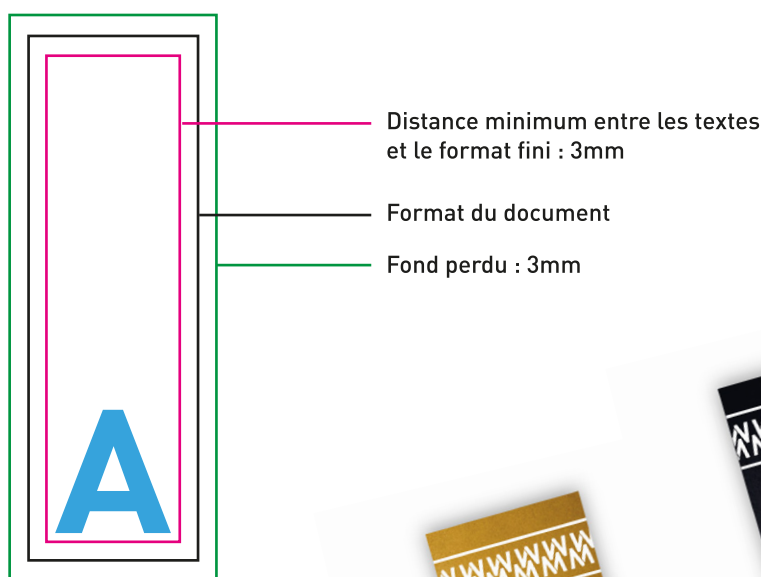 Distance minimum entre les textes
et le format fini : 3mm
Format du document
Fond perdu : 3mm
A